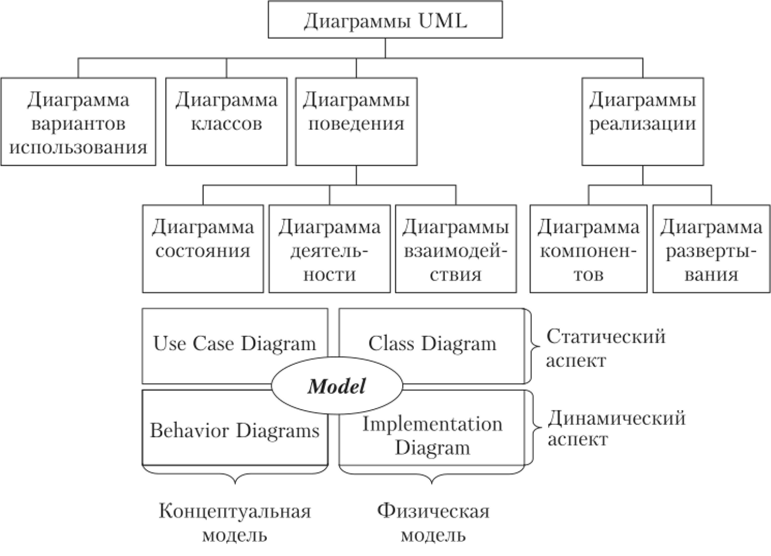 Диаграммы UML
Диаграмма
вариантов
использования
Диаграмма
классов
Диаграммы
поведения
Диаграммы
реализации
Диаграмма
состояния
Диаграмма
деятель-
ности
Диаграммы
взаимодей-
ствия
Диаграмма
компонен-
тов
Диаграмма
разверты-
вания
Use Case Diagram
Class Diagram
Статический
аспект
Model
Behavior Diagrams
Implementation
Diagram
Динамический
аспект
Концептуальная
модель
Физическая
модель